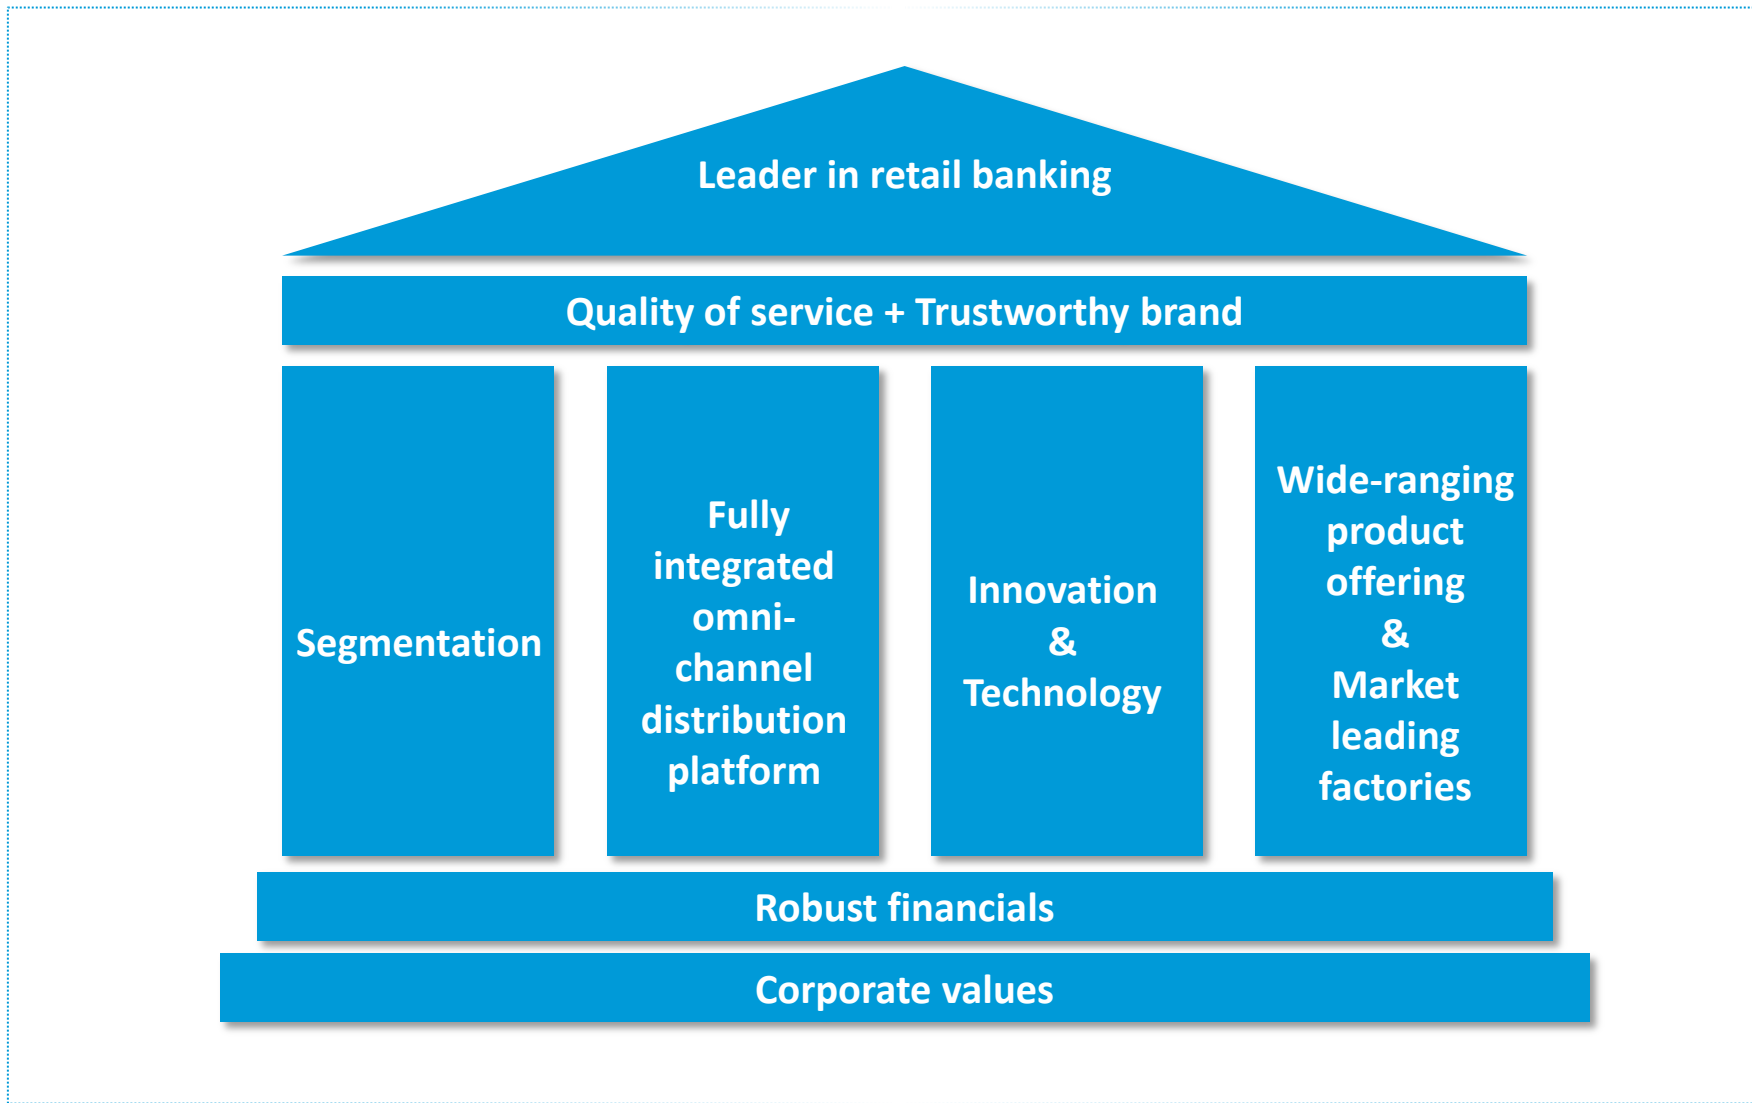 Leader in retail banking
Quality of service + Trustworthy brand
Segmentation
Fully
integrated
omni-
channel
distribution
platform
Innovation
&
Technology
Wide-ranging
product
offering
&
Market
leading
factories
Robust financials
Corporate values